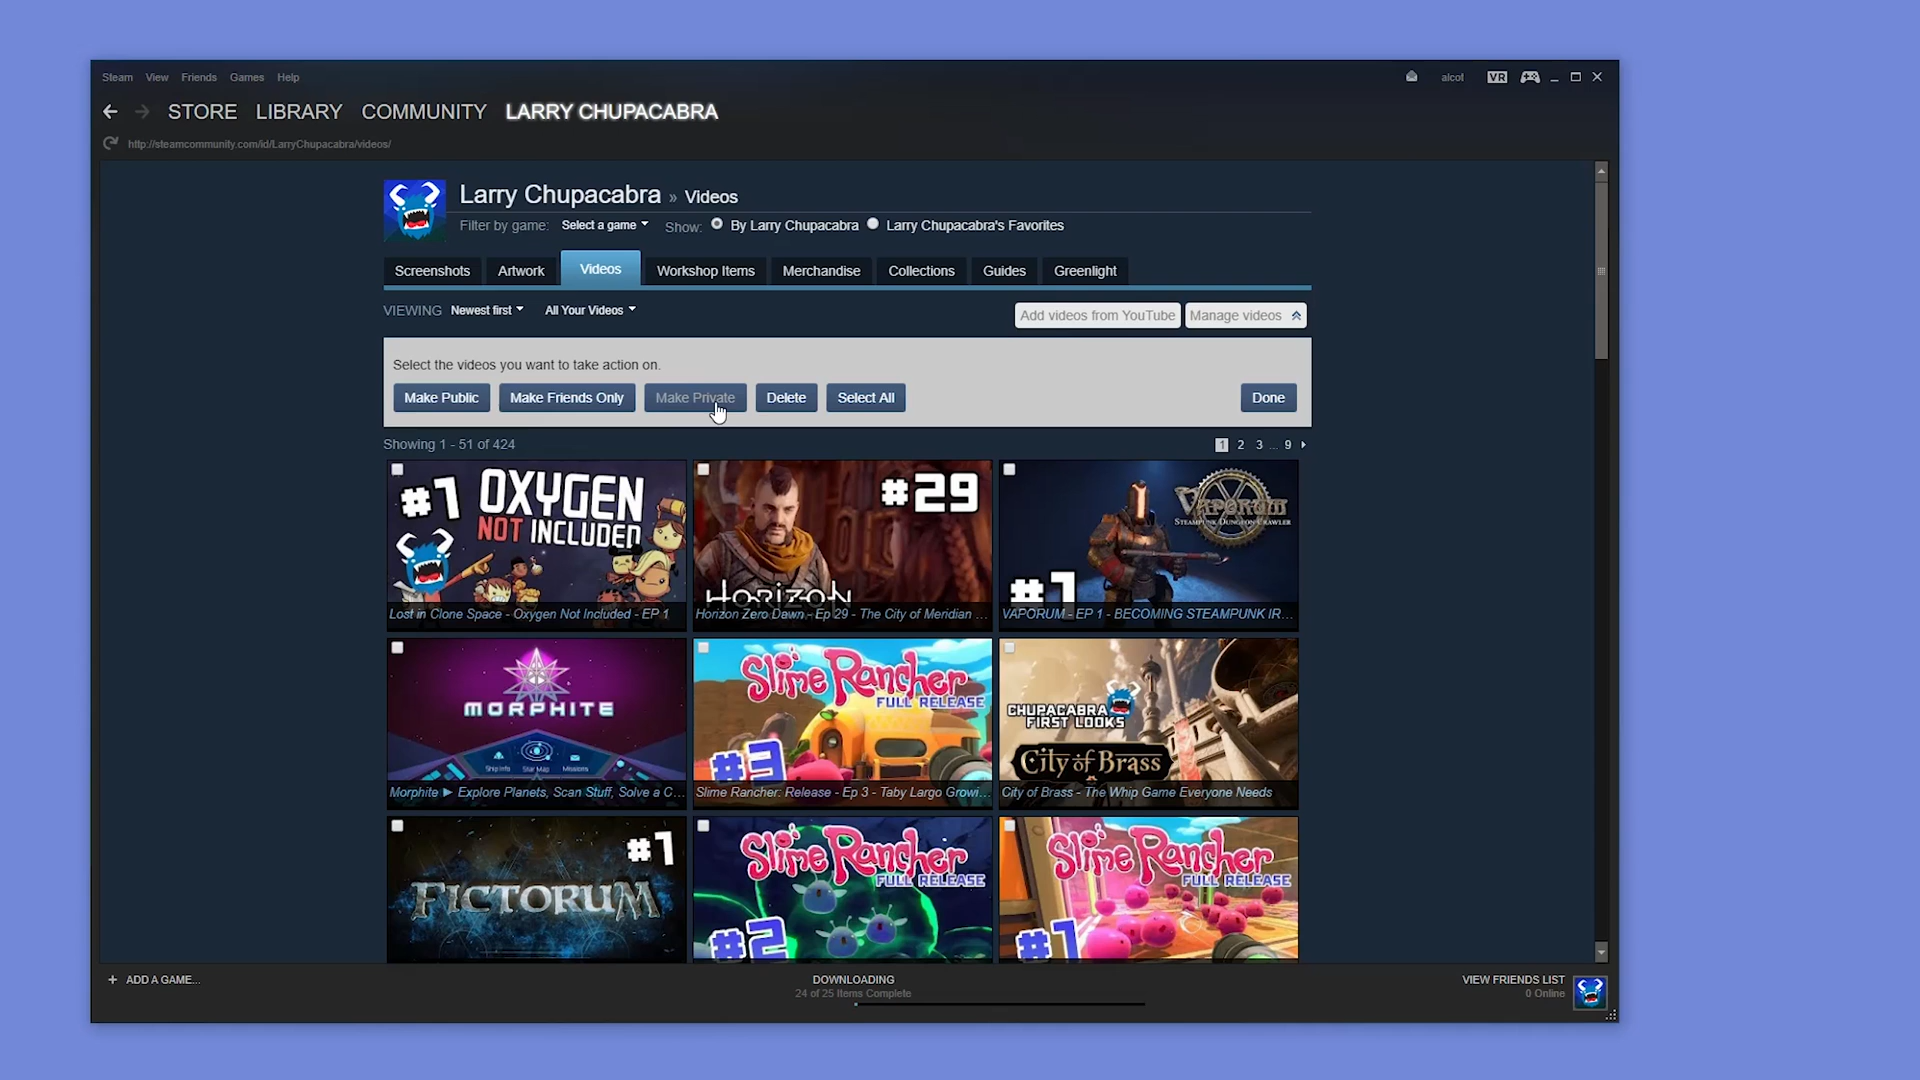 Steam View Friends Games Help
alcot VR
STORE LIBRARY COMMUNITY LARRY CHUPACABRA
http://steamcommunity.com/id/LarryChupacabra/videos/
Larry Chupacabra » Videos
Filter by game: Select a game Show: By Larry Chupacabra Larry Chupacabra's Favorites
Screenshots Artwork Videos Workshop Items Merchandise Collections Guides Greenlight
VIEWING Newest first All Your Videos
Add videos from YouTube Manage videos
Select the videos you want to take action on.
Make Public Make Friends Only Make Private Delete Select All Done
Showing 1 - 51 of 424
1 2 3 ... 9
#1 OXYGEN
NOT INCLUDED
Lost in Clone Space - Oxygen Not Included - EP 1
#29
HORIZON
Horizon Zero Dawn - Ep 29 - The City of Meridian ...
VAPORUM
STEAMPUNK DUNGEON CRAWLER
#1
VAPORUM - EP 1 - BECOMING STEAMPUNK IR...
MORPHITE
Ship Info Star Map Missions
Morphite ► Explore Planets, Scan Stuff, Solve a C...
Slime Rancher
FULL RELEASE
#3
Slime Rancher: Release - Ep 3 - Taby Largo Growi...
CHUPACABRA
FIRST LOOKS
City of Brass
City of Brass - The Whip Game Everyone Needs
#1
FICTORUM
Slime Rancher
FULL RELEASE
#2
Slime Rancher
FULL RELEASE
#1
+ ADD A GAME...
DOWNLOADING
24 of 25 Items Complete
VIEW FRIENDS LIST
0 Online